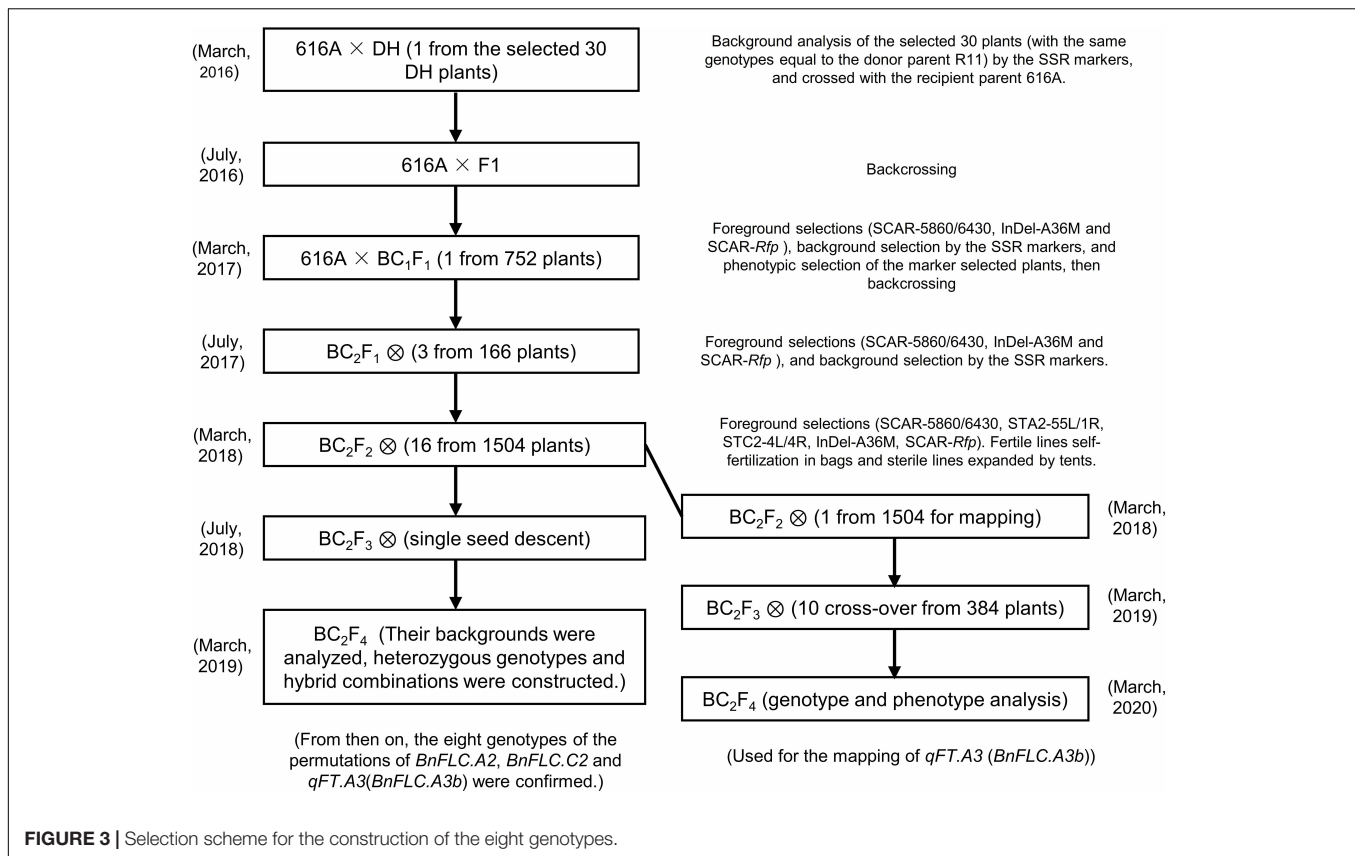 (March,
2016)
616A × DH (1 from the selected 30
DH plants)
Background analysis of the selected 30 plants (with the same
genotypes equal to the donor parent R11) by the SSR markers,
and crossed with the recipient parent 616A.
(July,
2016)
616A × F1
Backcrossing
(March,
2017)
616A × BC₁F₁ (1 from 752 plants)
Foreground selections (SCAR-5860/6430, InDel-A36M and
SCAR-Rfp ), background selection by the SSR markers, and
phenotypic selection of the marker selected plants, then
backcrossing
(July,
2017)
BC₂F₁ ⊗ (3 from 166 plants)
Foreground selections (SCAR-5860/6430, InDel-A36M and
SCAR-Rfp ), and background selection by the SSR markers.
(March,
2018)
BC₂F₂ ⊗ (16 from 1504 plants)
Foreground selections (SCAR-5860/6430, STA2-55L/1R,
STC2-4L/4R, InDel-A36M, SCAR-Rfp). Fertile lines self-
fertilization in bags and sterile lines expanded by tents.
BC₂F₂ ⊗ (1 from 1504 for mapping)
(March,
2018)
(July,
2018)
BC₂F₃ ⊗ (single seed descent)
BC₂F₃ ⊗ (10 cross-over from 384 plants)
(March,
2019)
(March,
2019)
BC₂F₄ (Their backgrounds were
analyzed, heterozygous genotypes and
hybrid combinations were constructed.)
BC₂F₄ (genotype and phenotype analysis)
(March,
2020)
(From then on, the eight genotypes of the
permutations of BnFLC.A2, BnFLC.C2 and
qFT.A3(BnFLC.A3b) were confirmed.)
(Used for the mapping of qFT.A3 (BnFLC.A3b))
FIGURE 3 | Selection scheme for the construction of the eight genotypes.